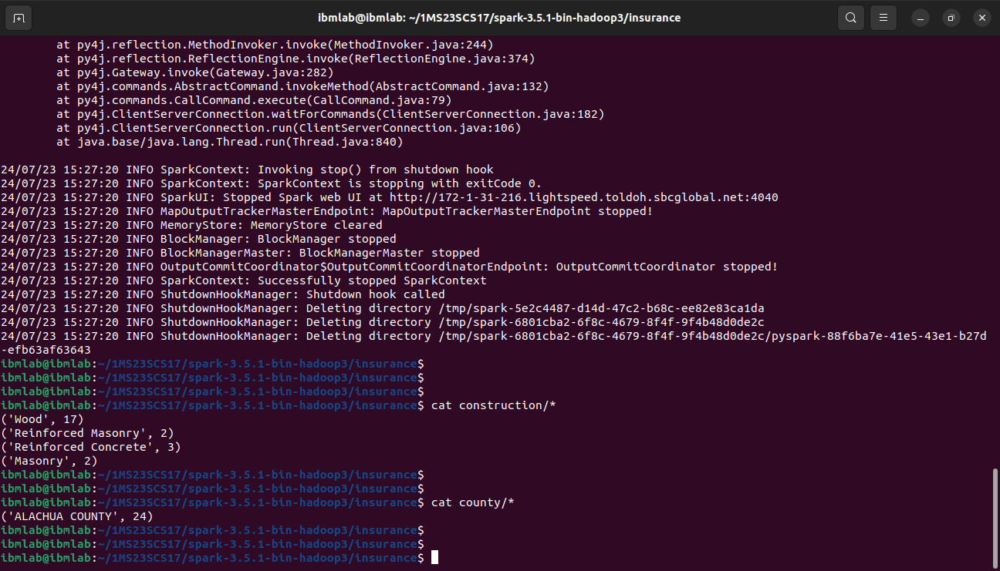 ibmlab@ibmlab: ~/1MS23SCS17/spark-3.5.1-bin-hadoop3/insurance
at py4j.reflection.MethodInvoker.invoke(MethodInvoker.java:244)
at py4j.reflection.ReflectionEngine.invoke(ReflectionEngine.java:374)
at py4j.Gateway.invoke(Gateway.java:282)
at py4j.commands.AbstractCommand.invokeMethod(AbstractCommand.java:132)
at py4j.commands.CallCommand.execute(CallCommand.java:79)
at py4j.ClientServerConnection.waitForCommands(ClientServerConnection.java:182)
at py4j.ClientServerConnection.run(ClientServerConnection.java:106)
at java.base/java.lang.Thread.run(Thread.java:840)
24/07/23 15:27:20 INFO SparkContext: Invoking stop() from shutdown hook
24/07/23 15:27:20 INFO SparkContext: SparkContext is stopping with exitCode 0.
24/07/23 15:27:20 INFO SparkUI: Stopped Spark web UI at http://172-1-31-216.lightspeed.toldoh.sbcglobal.net:4040
24/07/23 15:27:20 INFO MapOutputTrackerMasterEndpoint: MapOutputTrackerMasterEndpoint stopped!
24/07/23 15:27:20 INFO MemoryStore: MemoryStore cleared
24/07/23 15:27:20 INFO BlockManager: BlockManager stopped
24/07/23 15:27:20 INFO BlockManagerMaster: BlockManagerMaster stopped
24/07/23 15:27:20 INFO OutputCommitCoordinator$OutputCommitCoordinatorEndpoint: OutputCommitCoordinator stopped!
24/07/23 15:27:20 INFO SparkContext: Successfully stopped SparkContext
24/07/23 15:27:20 INFO ShutdownHookManager: Shutdown hook called
24/07/23 15:27:20 INFO ShutdownHookManager: Deleting directory /tmp/spark-5e2c4487-d14d-47c2-b68c-ee82e83ca1da
24/07/23 15:27:20 INFO ShutdownHookManager: Deleting directory /tmp/spark-6801cba2-6f8c-4679-8f4f-9f4b48d0de2c
24/07/23 15:27:20 INFO ShutdownHookManager: Deleting directory /tmp/spark-6801cba2-6f8c-4679-8f4f-9f4b48d0de2c/pyspark-88f6ba7e-41e5-43e1-b27d
-efb63af63643
ibmlab@ibmlab:~/1MS23SCS17/spark-3.5.1-bin-hadoop3/insurance$
ibmlab@ibmlab:~/1MS23SCS17/spark-3.5.1-bin-hadoop3/insurance$
ibmlab@ibmlab:~/1MS23SCS17/spark-3.5.1-bin-hadoop3/insurance$
ibmlab@ibmlab:~/1MS23SCS17/spark-3.5.1-bin-hadoop3/insurance$ cat construction/*
('Wood', 17)
('Reinforced Masonry', 2)
('Reinforced Concrete', 3)
('Masonry', 2)
ibmlab@ibmlab:~/1MS23SCS17/spark-3.5.1-bin-hadoop3/insurance$
ibmlab@ibmlab:~/1MS23SCS17/spark-3.5.1-bin-hadoop3/insurance$
ibmlab@ibmlab:~/1MS23SCS17/spark-3.5.1-bin-hadoop3/insurance$ cat county/*
('ALACHUA COUNTY', 24)
ibmlab@ibmlab:~/1MS23SCS17/spark-3.5.1-bin-hadoop3/insurance$
ibmlab@ibmlab:~/1MS23SCS17/spark-3.5.1-bin-hadoop3/insurance$
ibmlab@ibmlab:~/1MS23SCS17/spark-3.5.1-bin-hadoop3/insurance$